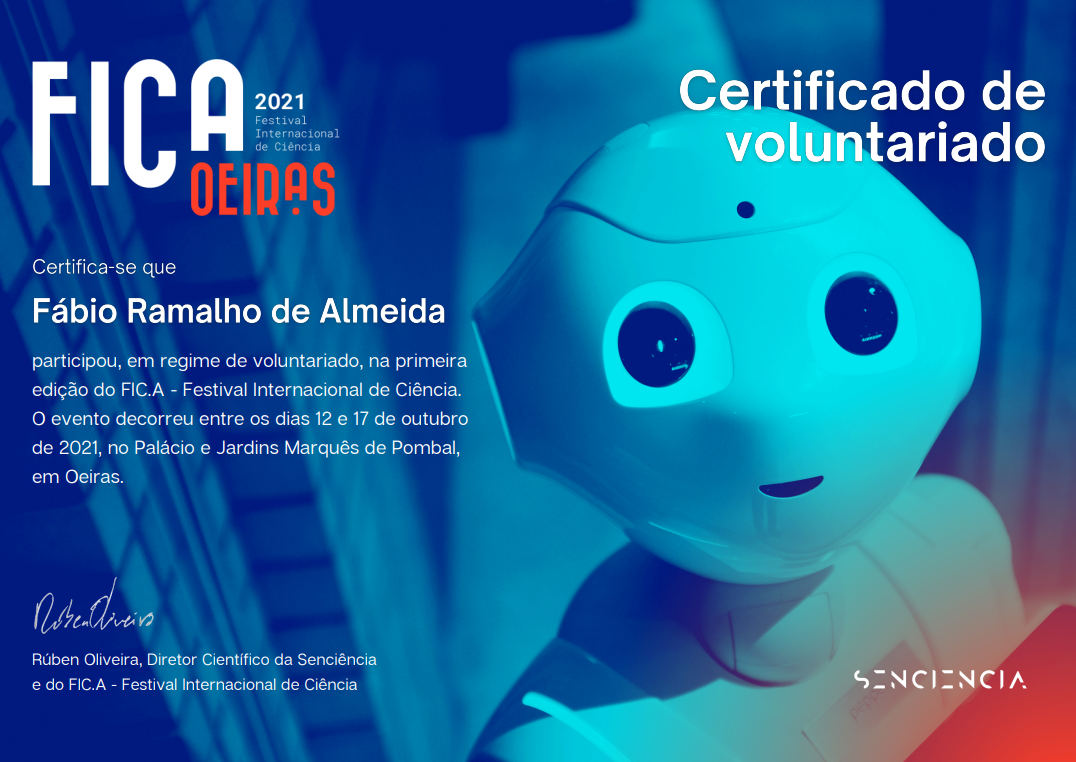 FICA
2021
Festival
Internacional
de Ciência
OEIRAS
Certificado de
voluntariado
Certifica-se que
Fábio Ramalho de Almeida
participou, em regime de voluntariado, na primeira
edição do FIC.A - Festival Internacional de Ciência.
O evento decorreu entre os dias 12 e 17 de outubro
de 2021, no Palácio e Jardins Marquês de Pombal,
em Oeiras.
Rúben Oliveira
Rúben Oliveira, Diretor Científico da Senciência
e do FIC.A - Festival Internacional de Ciência
SENCIENCIA